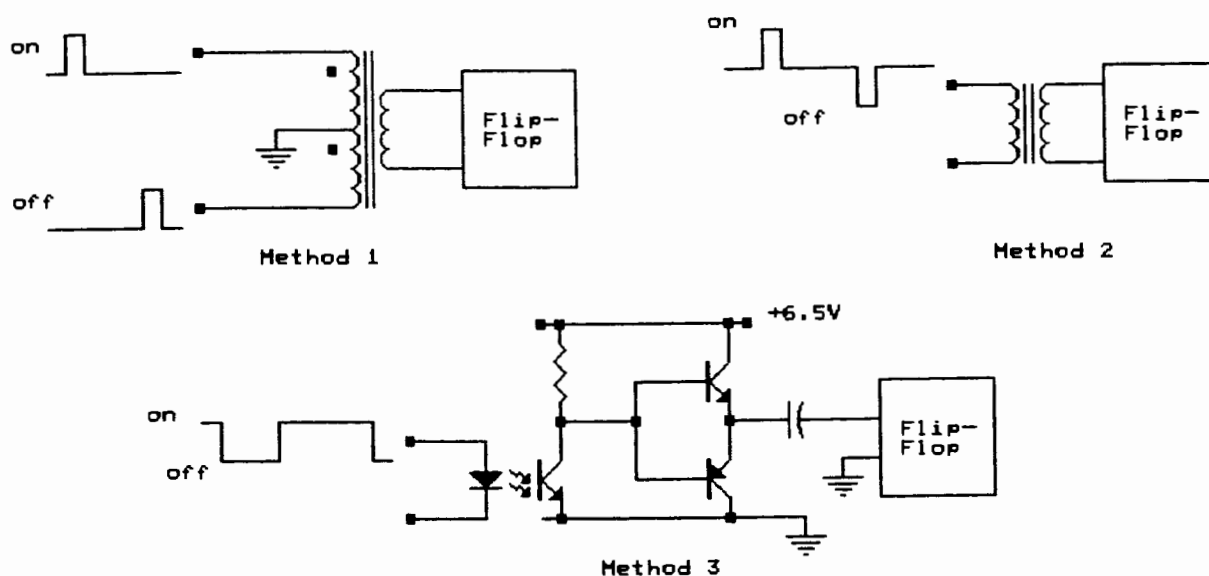 on
off
Flip-
Flop
Method 1
on
off
Flip-
Flop
Method 2
+6.5V
on
off
Flip-
Flop
Method 3